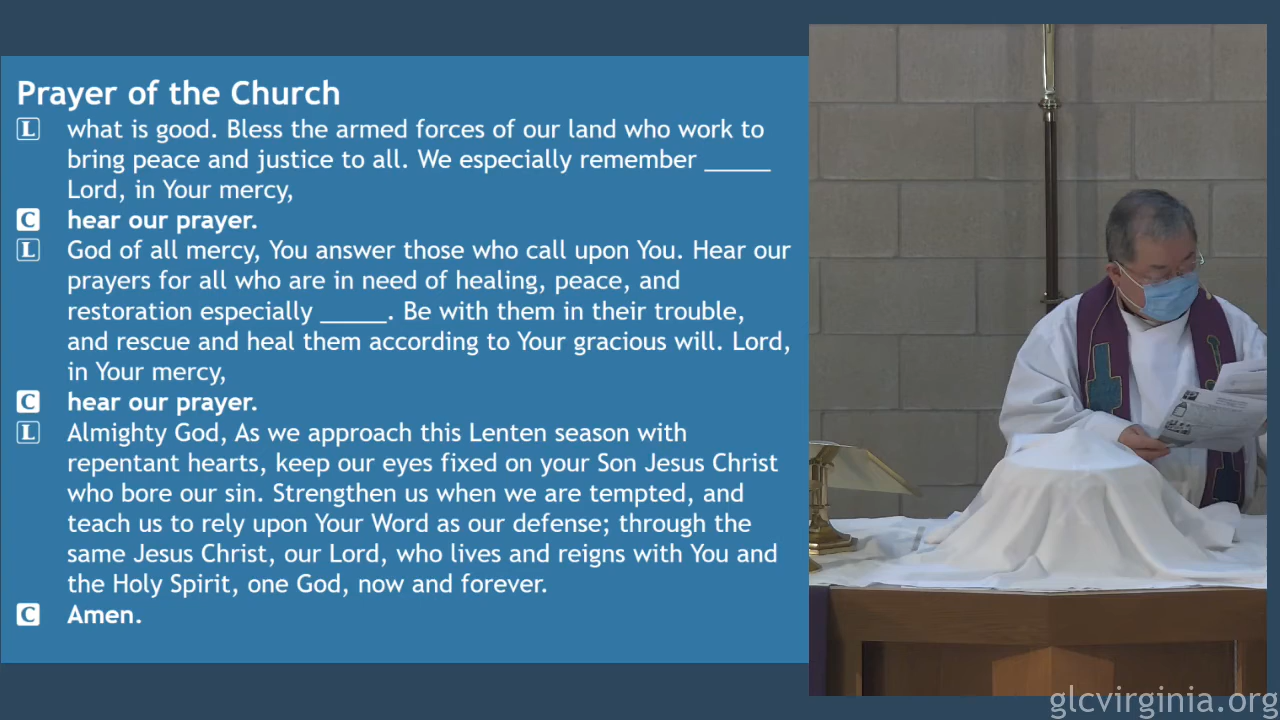 Prayer of the Church
L what is good. Bless the armed forces of our land who work to
bring peace and justice to all. We especially remember _____
Lord, in Your mercy,
C hear our prayer.
L God of all mercy, You answer those who call upon You. Hear our
prayers for all who are in need of healing, peace, and
restoration especially _____. Be with them in their trouble,
and rescue and heal them according to Your gracious will. Lord,
in Your mercy,
C hear our prayer.
L Almighty God, As we approach this Lenten season with
repentant hearts, keep our eyes fixed on your Son Jesus Christ
who bore our sin. Strengthen us when we are tempted, and
teach us to rely upon Your Word as our defense; through the
same Jesus Christ, our Lord, who lives and reigns with You and
the Holy Spirit, one God, now and forever.
C Amen.
glcvirginia.org